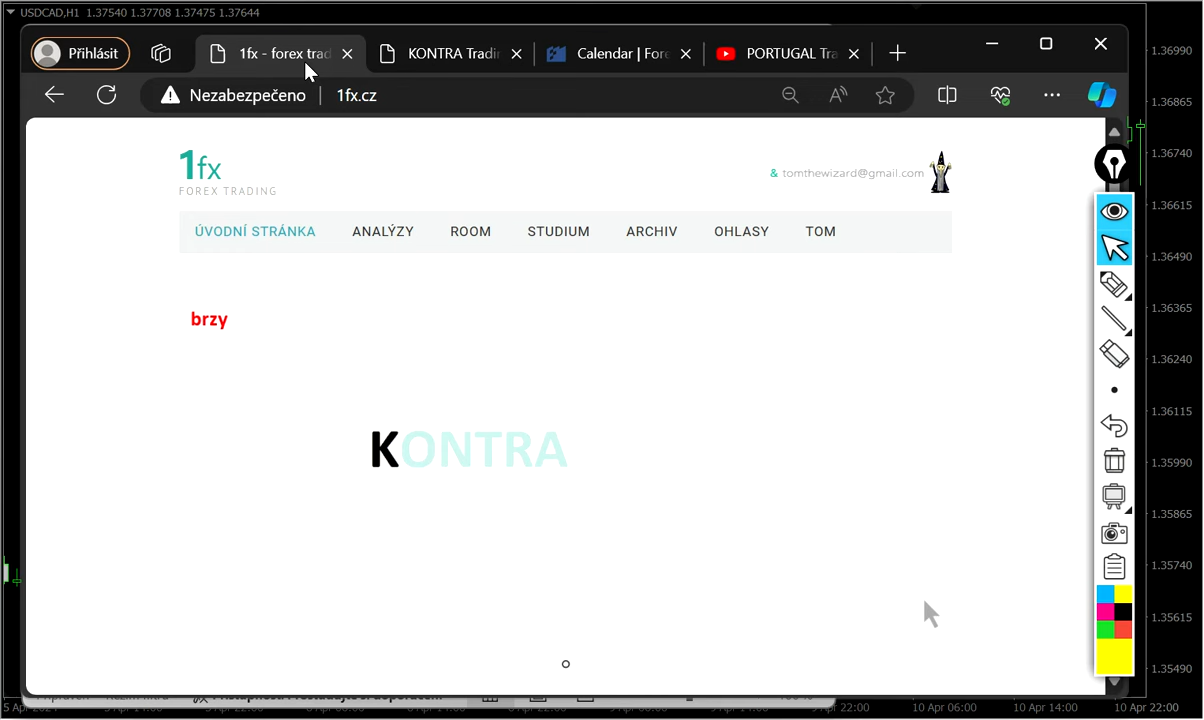 USDCAD,H1 1.37540 1.37708 1.37475 1.37644
Přihlásit
1fx - forex trad
KONTRA Tradi
Calendar | Fore
PORTUGAL Tra
Nezabezpečeno
1fx.cz
1fx
FOREX TRADING
& tomthewizard@gmail.com
ÚVODNÍ STRÁNKA ANALÝZY ROOM STUDIUM ARCHIV OHLASY TOM
brzy
KONTRA
1.36990
1.36865
1.36740
1.36615
1.36490
1.36365
1.36240
1.36115
1.35990
1.35865
1.35740
1.35615
1.35490
9 Apr 22:00 10 Apr 06:00 10 Apr 14:00 10 Apr 22:00